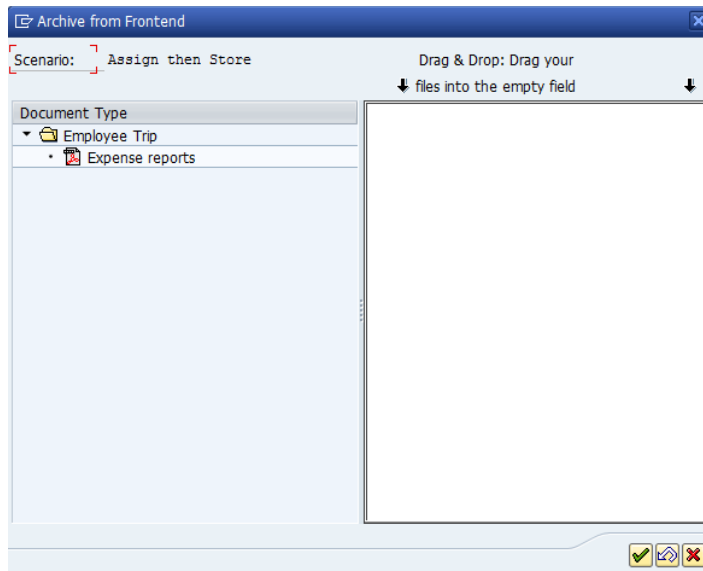 Archive from Frontend
Scenario: Assign then Store
Drag & Drop: Drag your
files into the empty field
Document Type
Employee Trip
Expense reports